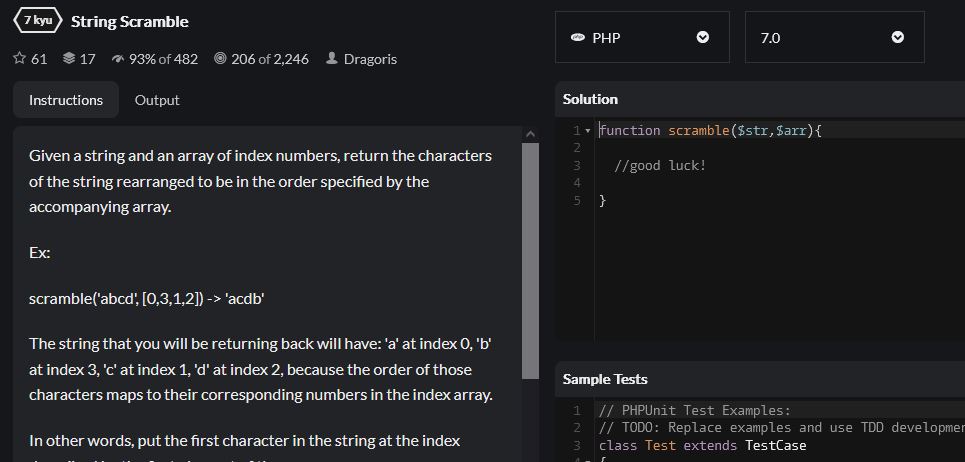 7 kyu String Scramble
61 17 93% of 482 206 of 2,246 Dragoris
Instructions Output
Given a string and an array of index numbers, return the characters
of the string rearranged to be in the order specified by the
accompanying array.
Ex:
scramble('abcd', [0,3,1,2]) -> 'acdb'
The string that you will be returning back will have: 'a' at index 0, 'b'
at index 3, 'c' at index 1, 'd' at index 2, because the order of those
characters maps to their corresponding numbers in the index array.
In other words, put the first character in the string at the index
PHP 7.0
Solution
1 function scramble($str,$arr){
2
3 //good luck!
4
5 }
Sample Tests
1 // PHPUnit Test Examples:
2 // TODO: Replace examples and use TDD developmen
3 class Test extends TestCase
{